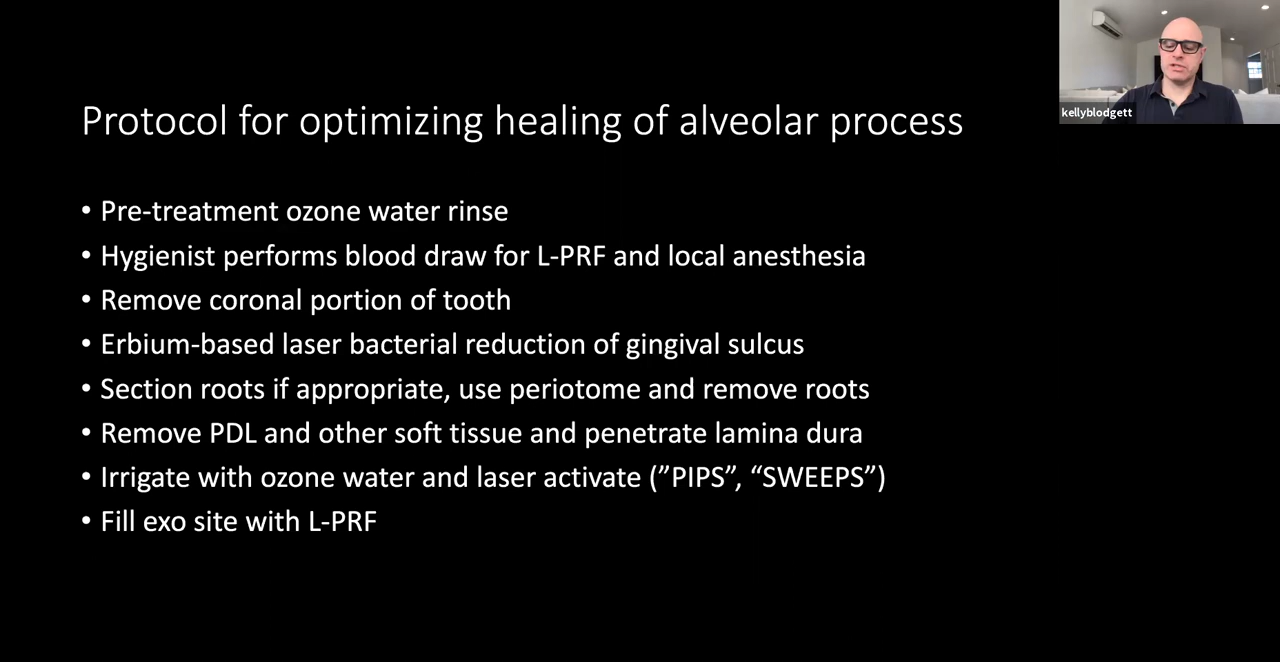 Protocol for optimizing healing of alveolar process
• Pre-treatment ozone water rinse
• Hygienist performs blood draw for L-PRF and local anesthesia
• Remove coronal portion of tooth
• Erbium-based laser bacterial reduction of gingival sulcus
• Section roots if appropriate, use periotome and remove roots
• Remove PDL and other soft tissue and penetrate lamina dura
• Irrigate with ozone water and laser activate (”PIPS”, “SWEEPS”)
• Fill exo site with L-PRF
kellyblodgett